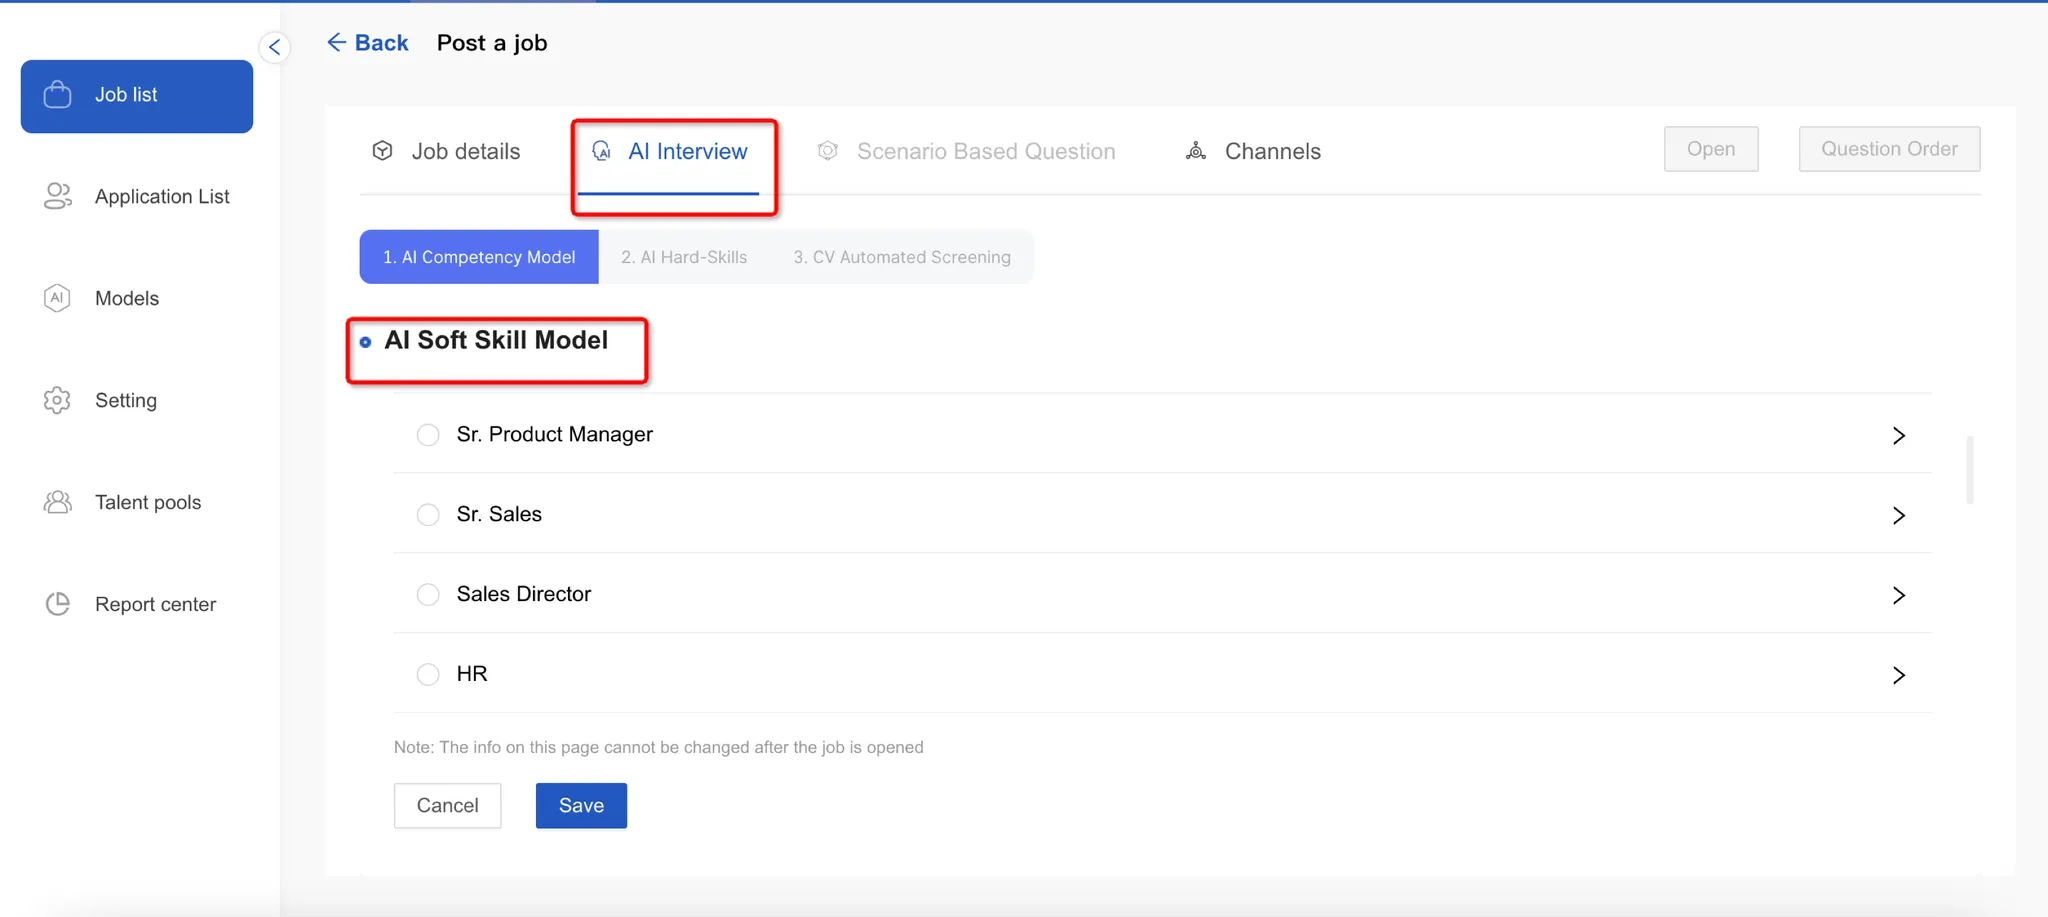 Back Post a job
Job list
Application List
Models
Setting
Talent pools
Report center
Job details AI Interview Scenario Based Question Channels Open Question Order
1. AI Competency Model 2. AI Hard-Skills 3. CV Automated Screening
AI Soft Skill Model
Sr. Product Manager
Sr. Sales
Sales Director
HR
Note: The info on this page cannot be changed after the job is opened
Cancel Save